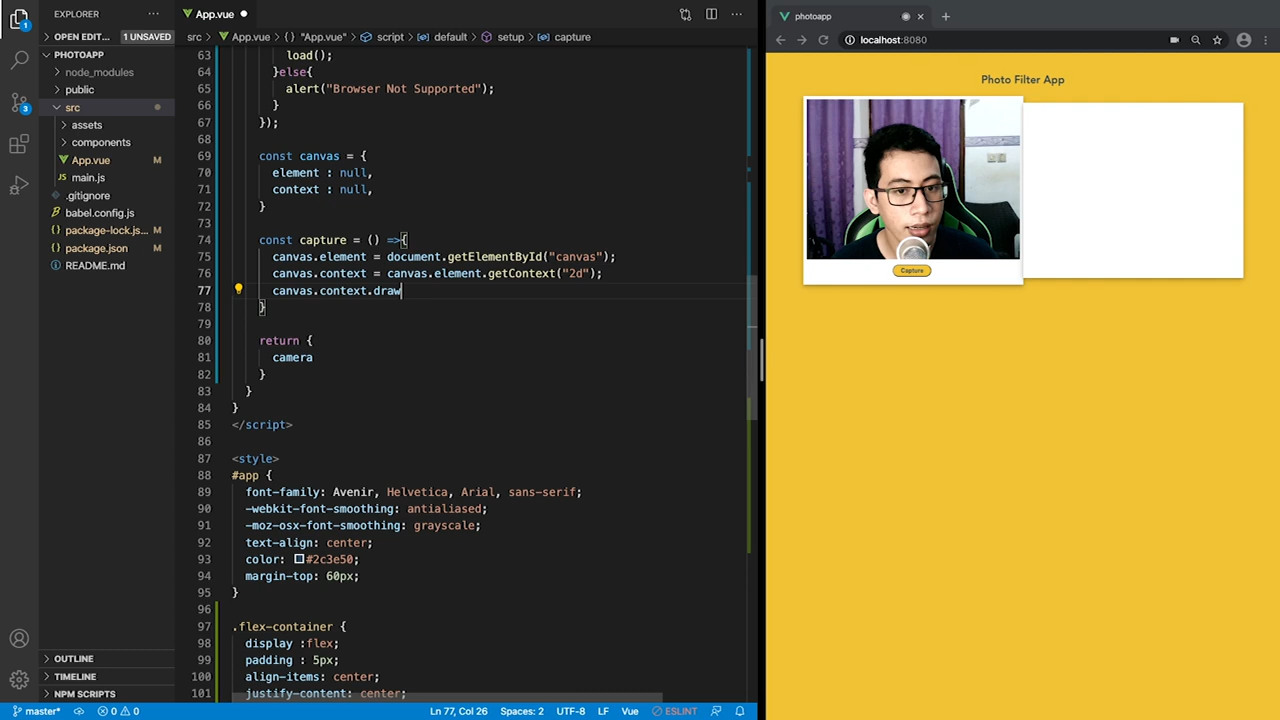 EXPLORER
OPEN EDIT... 1 UNSAVED
PHOTOAPP
node_modules
public
src
assets
components
App.vue M
main.js
.gitignore
babel.config.js
package-lock.js... M
package.json M
README.md
OUTLINE
TIMELINE
NPM SCRIPTS
1
3
App.vue
src > App.vue > {} "App.vue" > script > default > setup > capture
63 load();
64 }else{
65 alert("Browser Not Supported");
66 }
67 });
68
69 const canvas = {
70 element : null,
71 context : null,
72 }
73
74 const capture = () =>{
75 canvas.element = document.getElementById("canvas");
76 canvas.context = canvas.element.getContext("2d");
77 canvas.context.draw
78 }
79
80 return {
81 camera
82 }
83 }
84 }
85 </script>
86
87 <style>
88 #app {
89 font-family: Avenir, Helvetica, Arial, sans-serif;
90 -webkit-font-smoothing: antialiased;
91 -moz-osx-font-smoothing: grayscale;
92 text-align: center;
93 color: #2c3e50;
94 margin-top: 60px;
95 }
96
97 .flex-container {
98 display :flex;
99 padding : 5px;
100 align-items: center;
101 justify-content: center;
master* 0 0
Ln 77, Col 26 Spaces: 2 UTF-8 LF Vue ESLINT
photoapp
localhost:8080
Photo Filter App
Capture